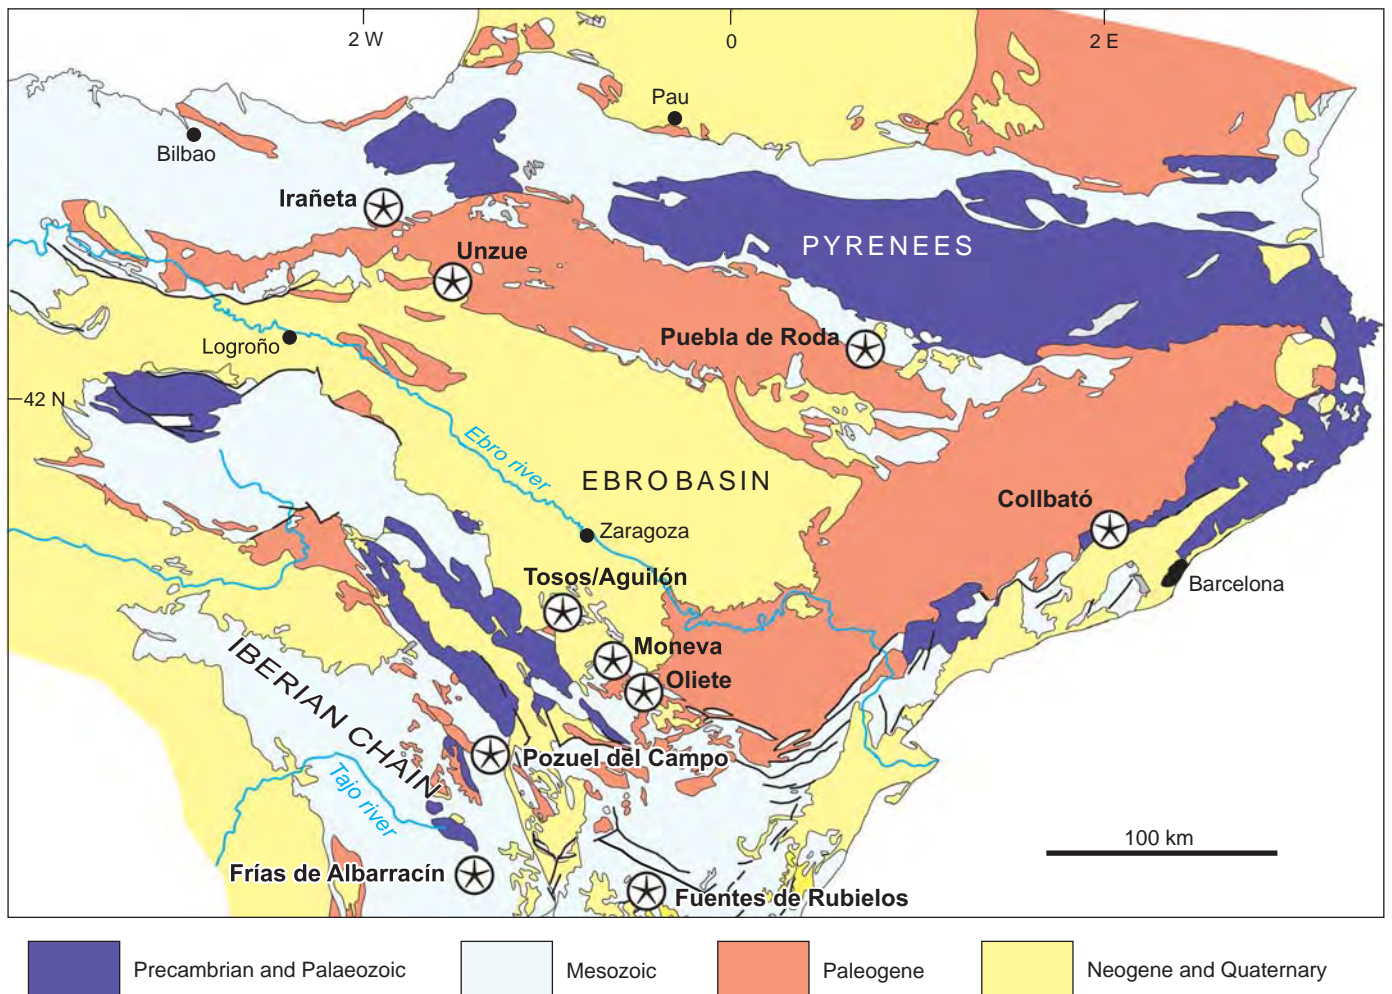 2 W
0
2 E
Pau
Bilbao
Irañeta
Unzue
PYRENEES
Puebla de Roda
Logroño
42 N
Ebro river
EBRO BASIN
Collbató
Zaragoza
Tosos/Aguilón
Barcelona
Moneva
Oliete
IBERIAN CHAIN
Pozuel del Campo
Tajo river
100 km
Frías de Albarracín
Fuentes de Rubielos
Precambrian and Palaeozoic
Mesozoic
Paleogene
Neogene and Quaternary